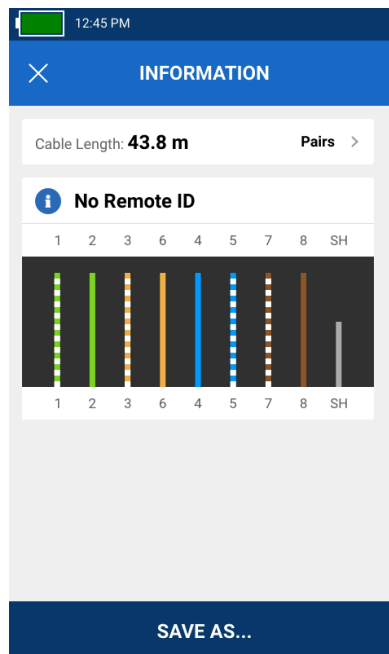 12:45 PM
INFORMATION
Cable Length: 43.8 m Pairs >
i No Remote ID
1 2 3 6 4 5 7 8 SH
1 2 3 6 4 5 7 8 SH
SAVE AS...